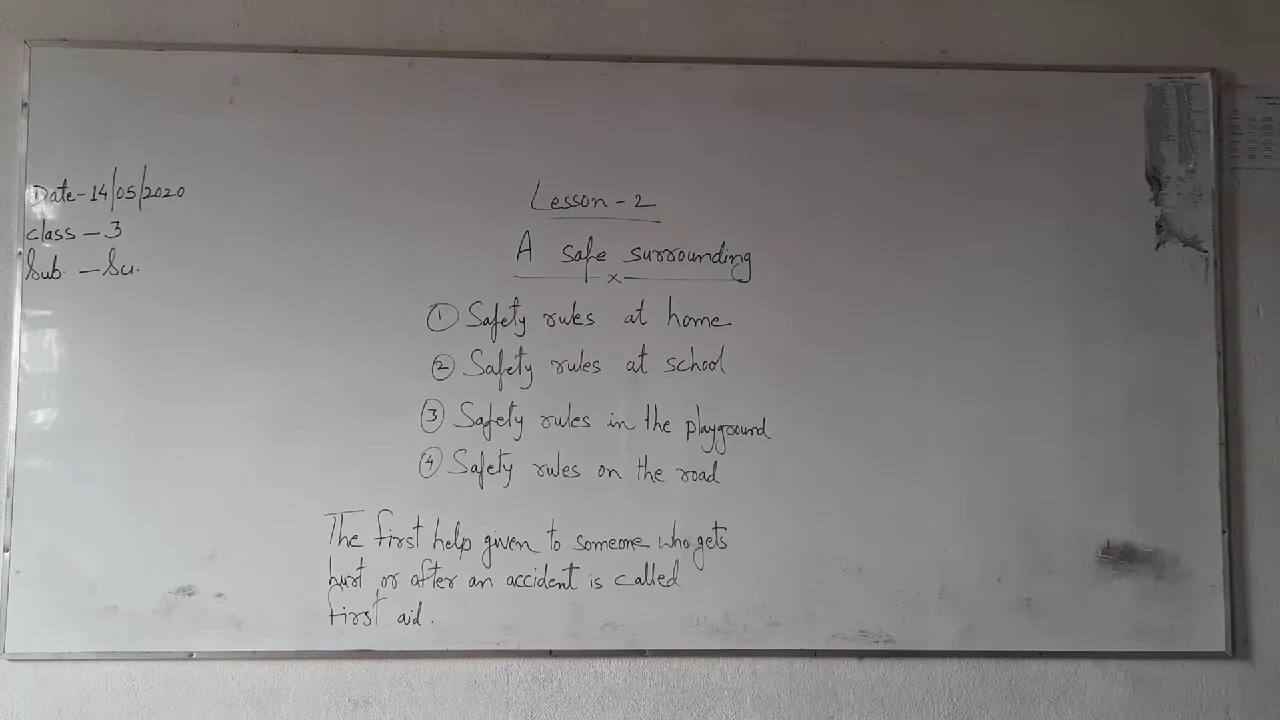 Date-14/05/2020
class - 3
Sub. - Sci.
Lesson - 2
A safe surrounding
① Safety rules at home
② Safety rules at school
③ Safety rules in the playground
④ Safety rules on the road
The first help given to someone who gets
hurt or after an accident is called
first aid.